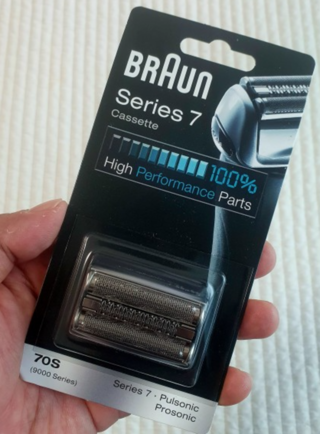 BRAUN
Series 7
Cassette
100%
High Performance Parts
70S
(9000 Series)
Series 7 · Pulsonic
Prosonic